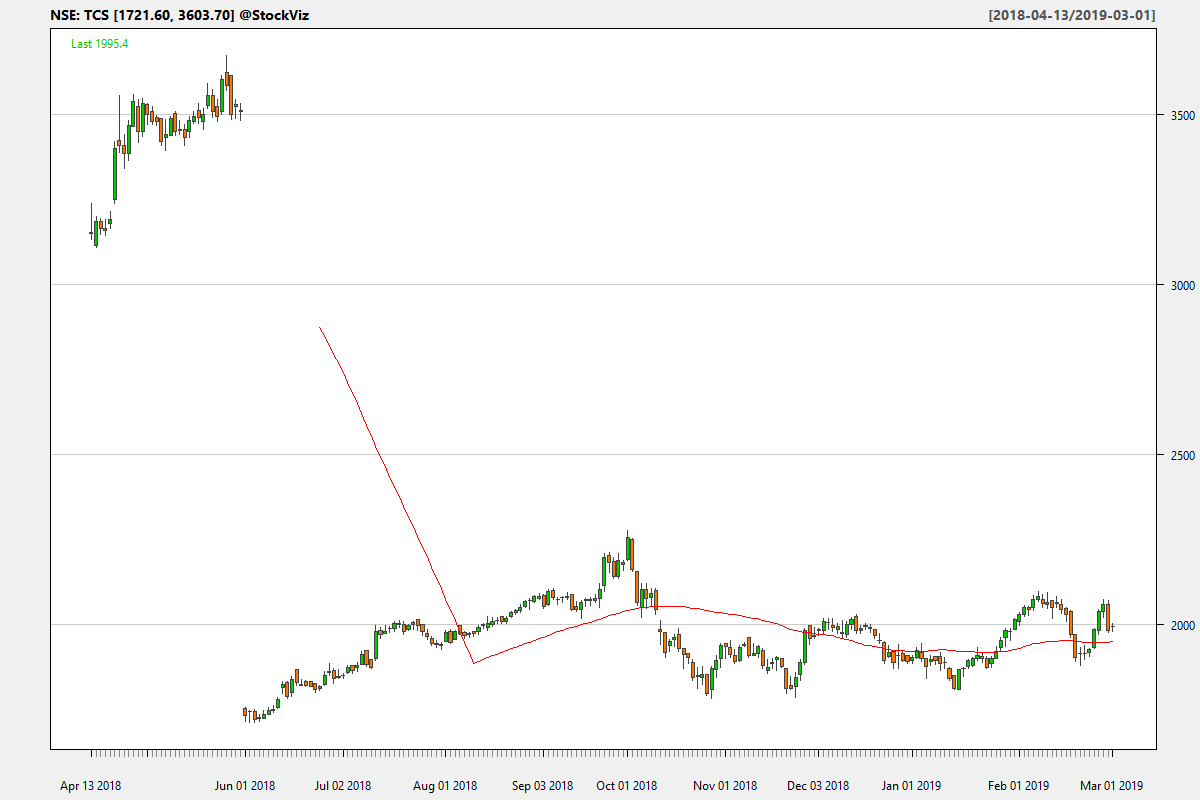 NSE: TCS [1721.60, 3603.70] @StockViz
[2018-04-13/2019-03-01]
Last 1995.4
3500
3000
2500
2000
Apr 13 2018 Jun 01 2018 Jul 02 2018 Aug 01 2018 Sep 03 2018 Oct 01 2018 Nov 01 2018 Dec 03 2018 Jan 01 2019 Feb 01 2019 Mar 01 2019